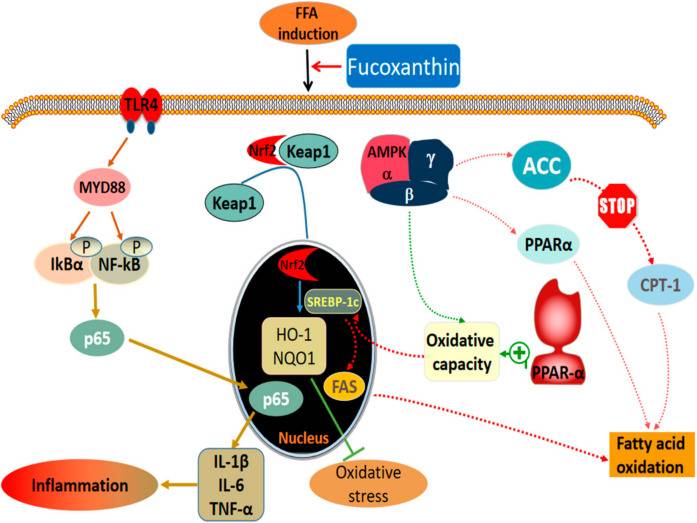 FFA
induction
Fucoxanthin
TLR4
Nrf2
Keap1
AMPK
α
γ
β
ACC
STOP
MYD88
Keap1
P
P
IkBα
NF-kB
PPARα
CPT-1
Nrf2
SREBP-1c
p65
HO-1
NQO1
Oxidative
capacity
PPAR-α
FAS
p65
Nucleus
Fatty acid
oxidation
IL-1β
IL-6
TNF-α
Inflammation
Oxidative
stress